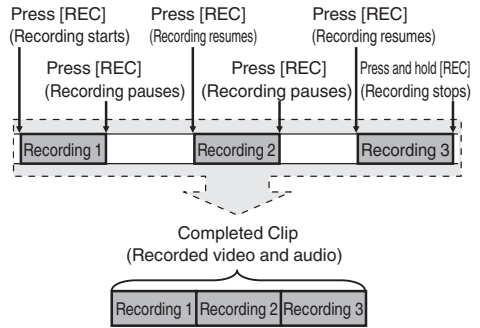 Press [REC]
(Recording starts)
Press [REC]
(Recording resumes)
Press [REC]
(Recording resumes)
Press [REC]
(Recording pauses)
Press [REC]
(Recording pauses)
Press and hold [REC]
(Recording stops)
Recording 1
Recording 2
Recording 3
Completed Clip
(Recorded video and audio)
Recording 1
Recording 2
Recording 3